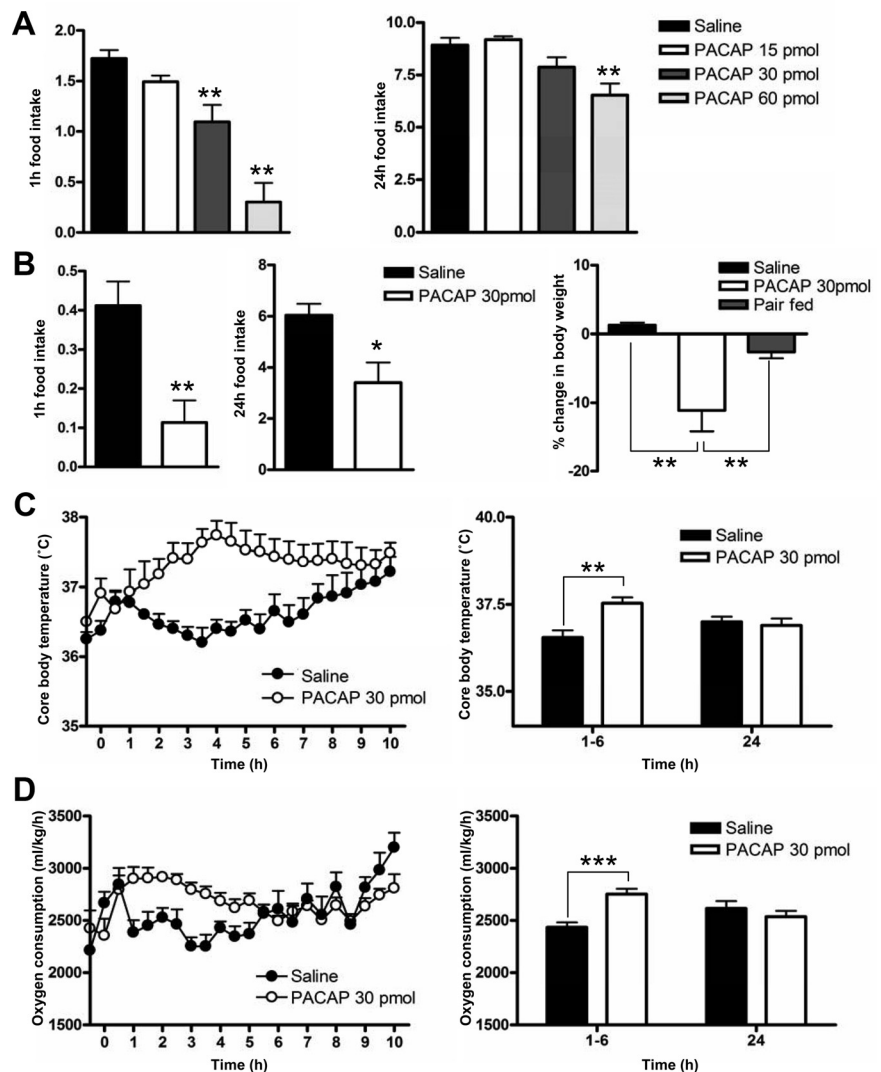 A
1h food intake
2.0
1.5
1.0
0.5
0.0
**
**
24h food intake
10.0
7.5
5.0
2.5
0.0
**
Saline
PACAP 15 pmol
PACAP 30 pmol
PACAP 60 pmol
B
1h food intake
0.5
0.4
0.3
0.2
0.1
0.0
**
24h food intake
8
6
4
2
0
*
Saline
PACAP 30pmol
% change in body weight
10
0
-10
-20
Saline
PACAP 30pmol
Pair fed
** **
C
Core body temperature (˚C)
38
37
36
35
Saline
PACAP 30 pmol
0 1 2 3 4 5 6 7 8 9 10
Time (h)
Core body temperature (˚C)
40.0
37.5
35.0
**
Saline
PACAP 30 pmol
1-6 24
Time (h)
D
Oxygen consumption (ml/kg/h)
3500
3000
2500
2000
1500
Saline
PACAP 30 pmol
0 1 2 3 4 5 6 7 8 9 10
Time (h)
Oxygen consumption (ml/kg/h)
3500
3000
2500
2000
1500
***
Saline
PACAP 30 pmol
1-6 24
Time (h)